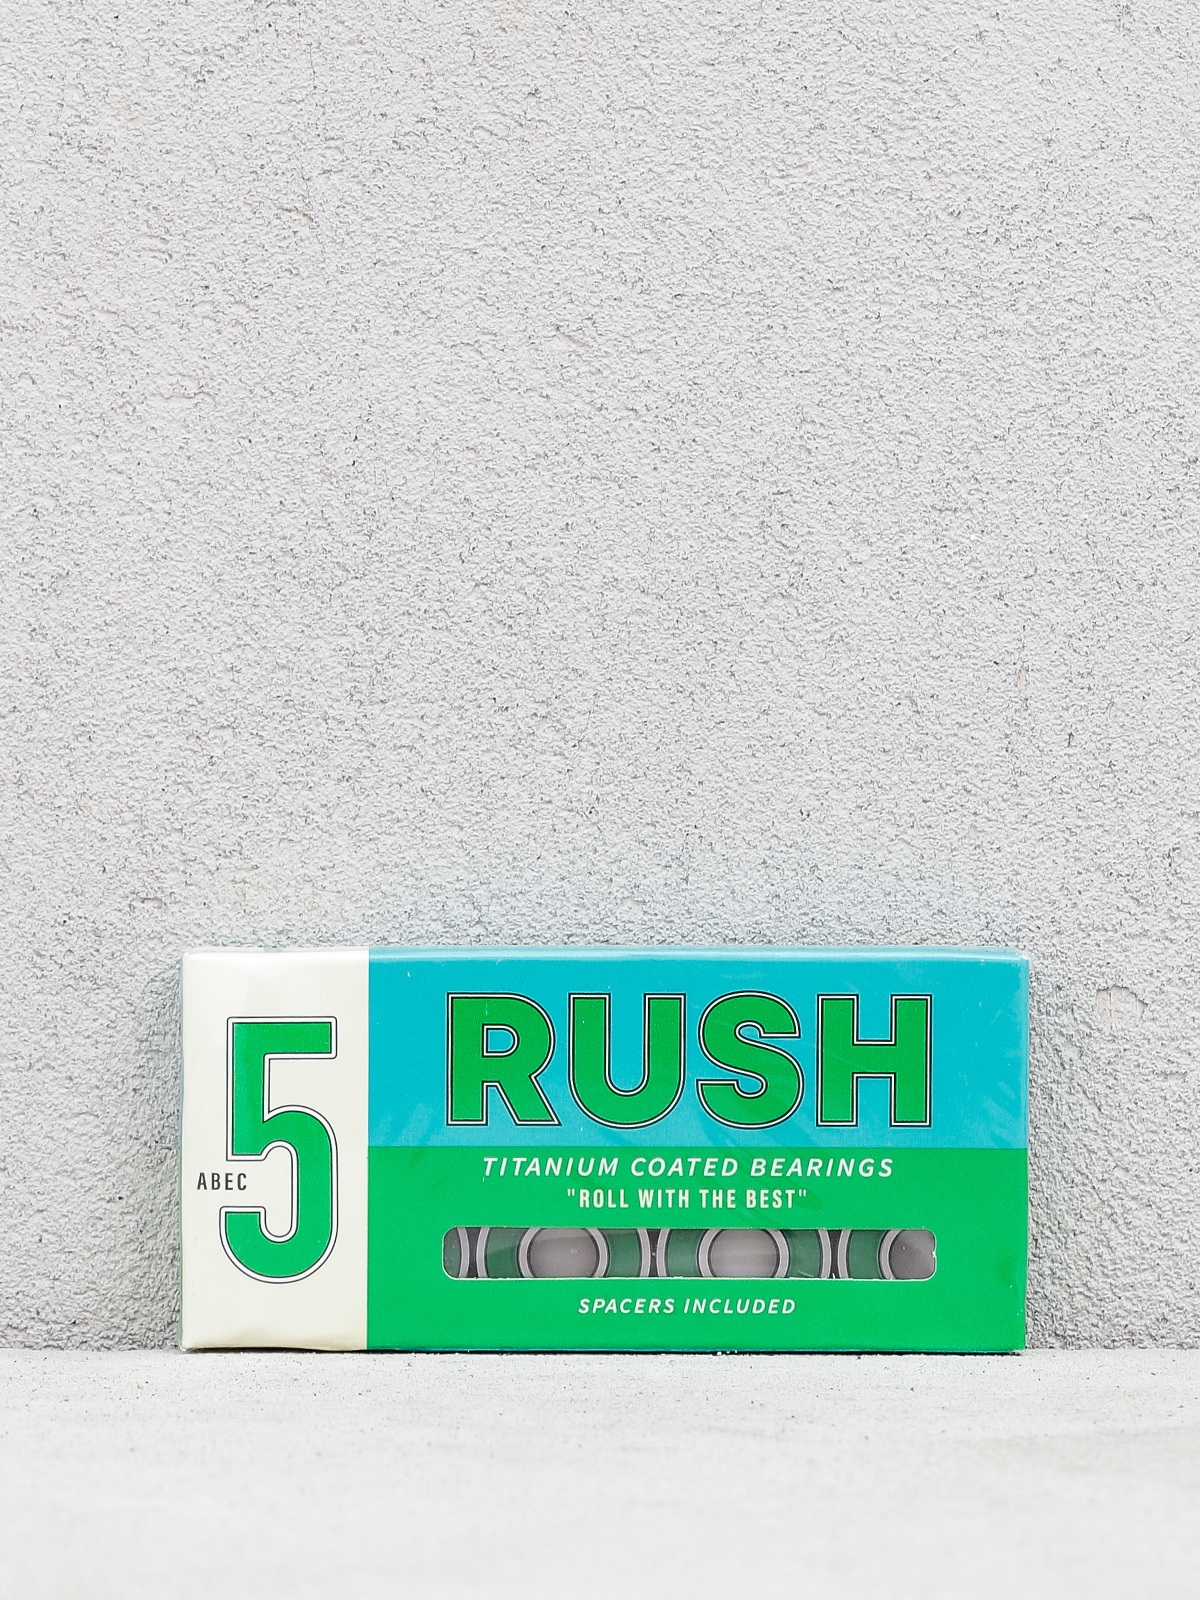 5
ABEC
RUSH
TITANIUM COATED BEARINGS
"ROLL WITH THE BEST"
SPACERS INCLUDED